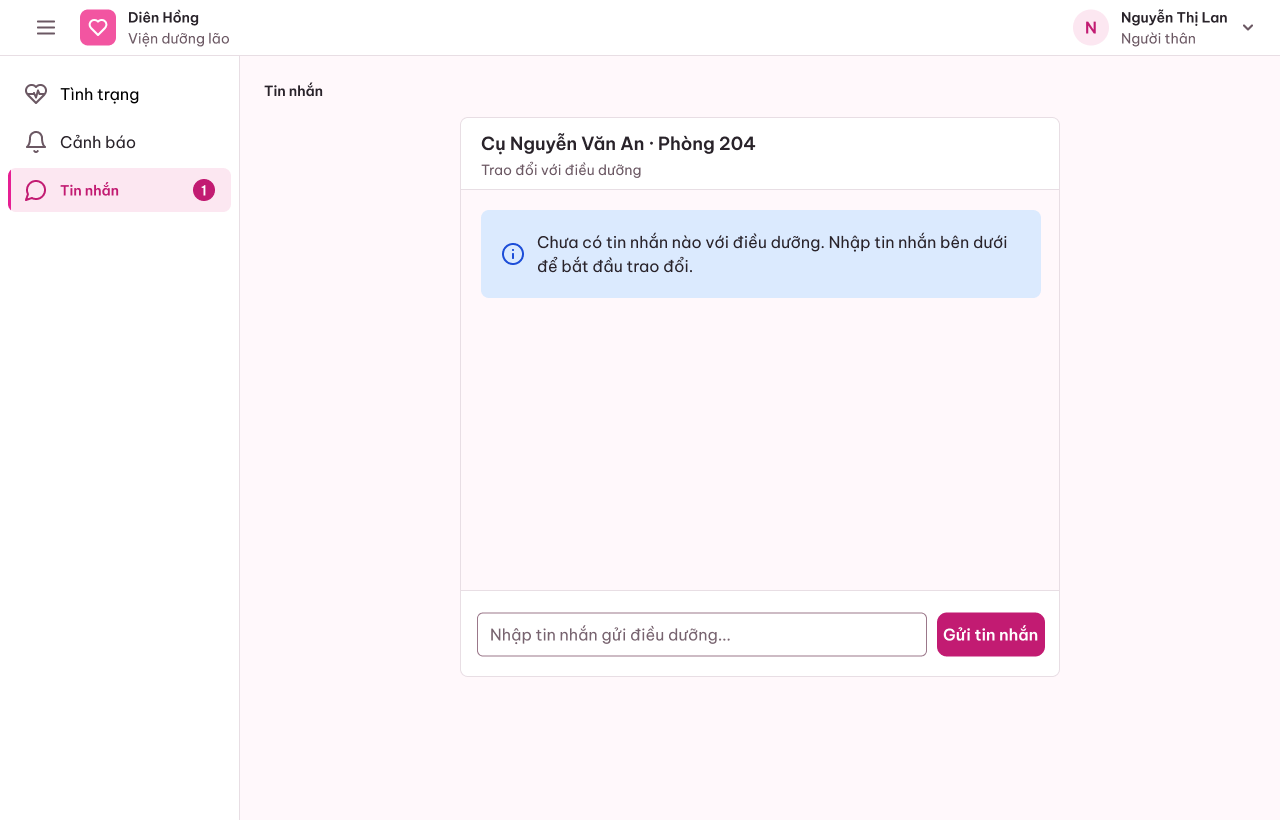 Diên Hồng
Viện dưỡng lão
N
Nguyễn Thị Lan
Người thân
Tình trạng
Cảnh báo
Tin nhắn
1
Tin nhắn
Cụ Nguyễn Văn An · Phòng 204
Trao đổi với điều dưỡng
Chưa có tin nhắn nào với điều dưỡng. Nhập tin nhắn bên dưới
để bắt đầu trao đổi.
Nhập tin nhắn gửi điều dưỡng...
Gửi tin nhắn